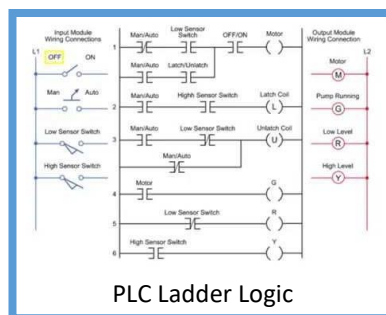 Input Module
Wiring Connections
L1
OFF
ON
Man
Auto
Low Sensor Switch
High Sensor Switch
1
Man/Auto
Low Sensor
Switch
OFF/ON
Motor
Man/Auto
Latch/Unlatch
2
Man/Auto
Highh Sensor Switch
Latch Coil
L
3
Man/Auto
Low Sensor Switch
Unlatch Coil
U
Man/Auto
4
Motor
G
5
Low Sensor Switch
R
6
High Sensor Switch
Y
Output Module
Wiring Connection
L2
Motor
M
Pump Running
G
Low Level
R
High Level
Y
PLC Ladder Logic